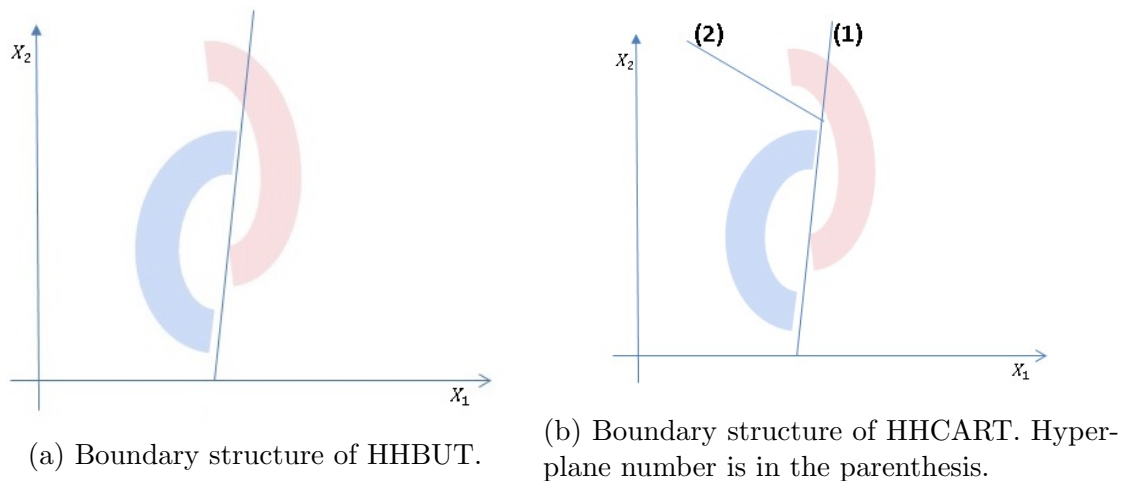 X₂
X₁
(a) Boundary structure of HHBUT.
(2)
(1)
X₂
X₁
(b) Boundary structure of HHCART. Hyper-
plane number is in the parenthesis.